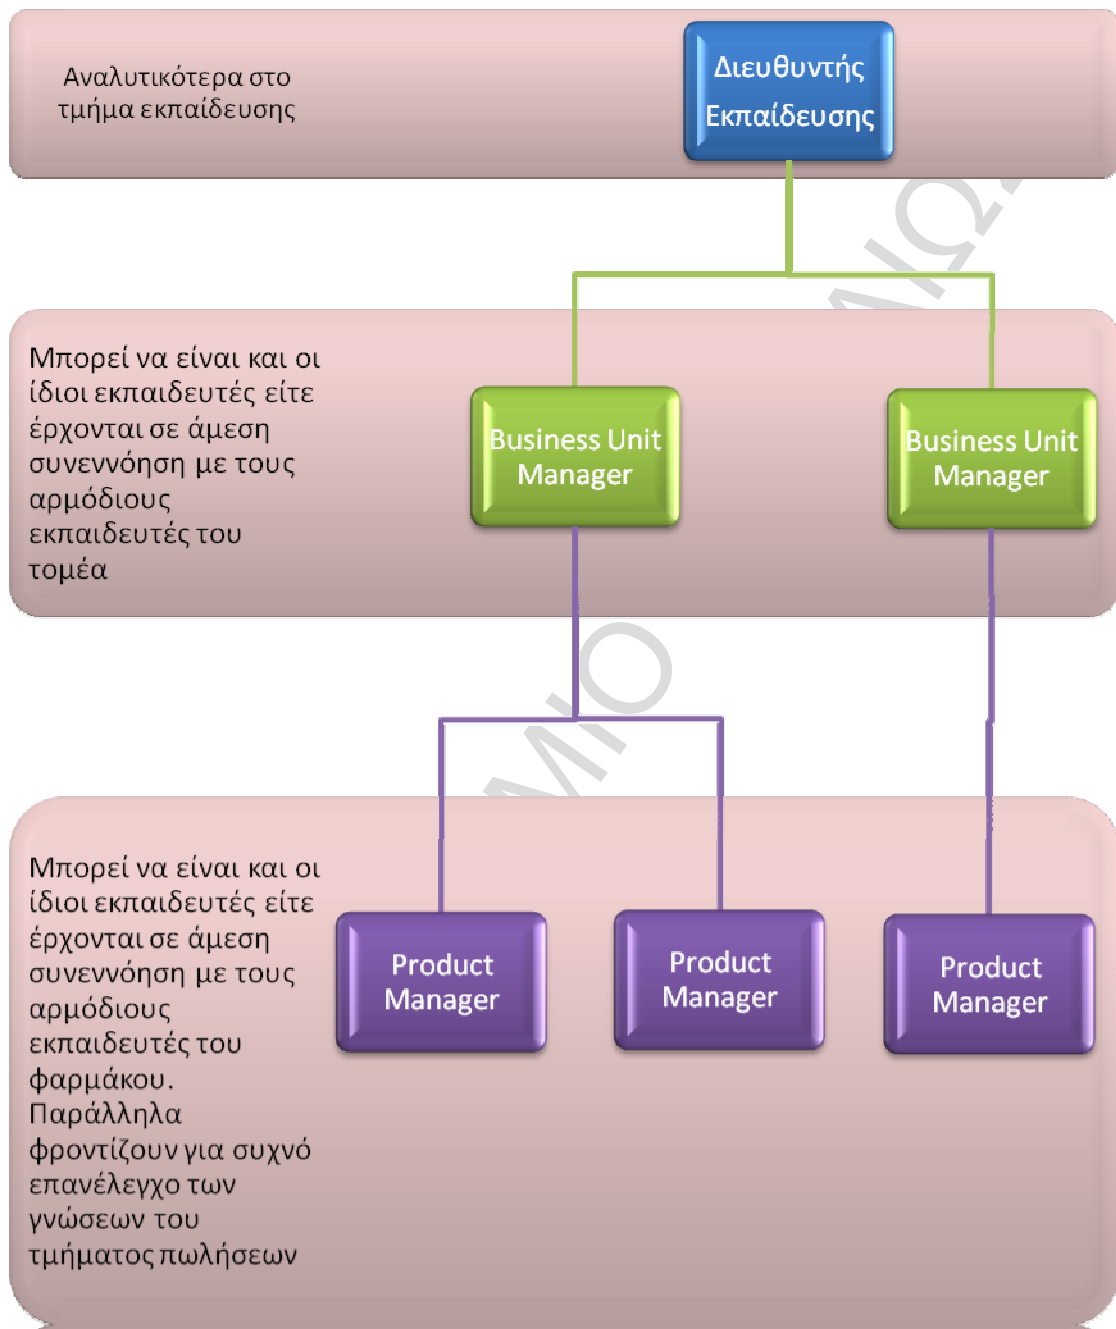 Αναλυτικότερα στο
τμήμα εκπαίδευσης
Διευθυντής
Εκπαίδευσης
Μπορεί να είναι και οι
ίδιοι εκπαιδευτές είτε
έρχονται σε άμεση
συνεννόηση με τους
αρμόδιους
εκπαιδευτές του
τομέα
Business Unit
Manager
Business Unit
Manager
Μπορεί να είναι και οι
ίδιοι εκπαιδευτές είτε
έρχονται σε άμεση
συνεννόηση με τους
αρμόδιους
εκπαιδευτές του
φαρμάκου.
Παράλληλα
φροντίζουν για συχνό
επανέλεγχο των
γνώσεων του
τμήματος πωλήσεων
Product
Manager
Product
Manager
Product
Manager